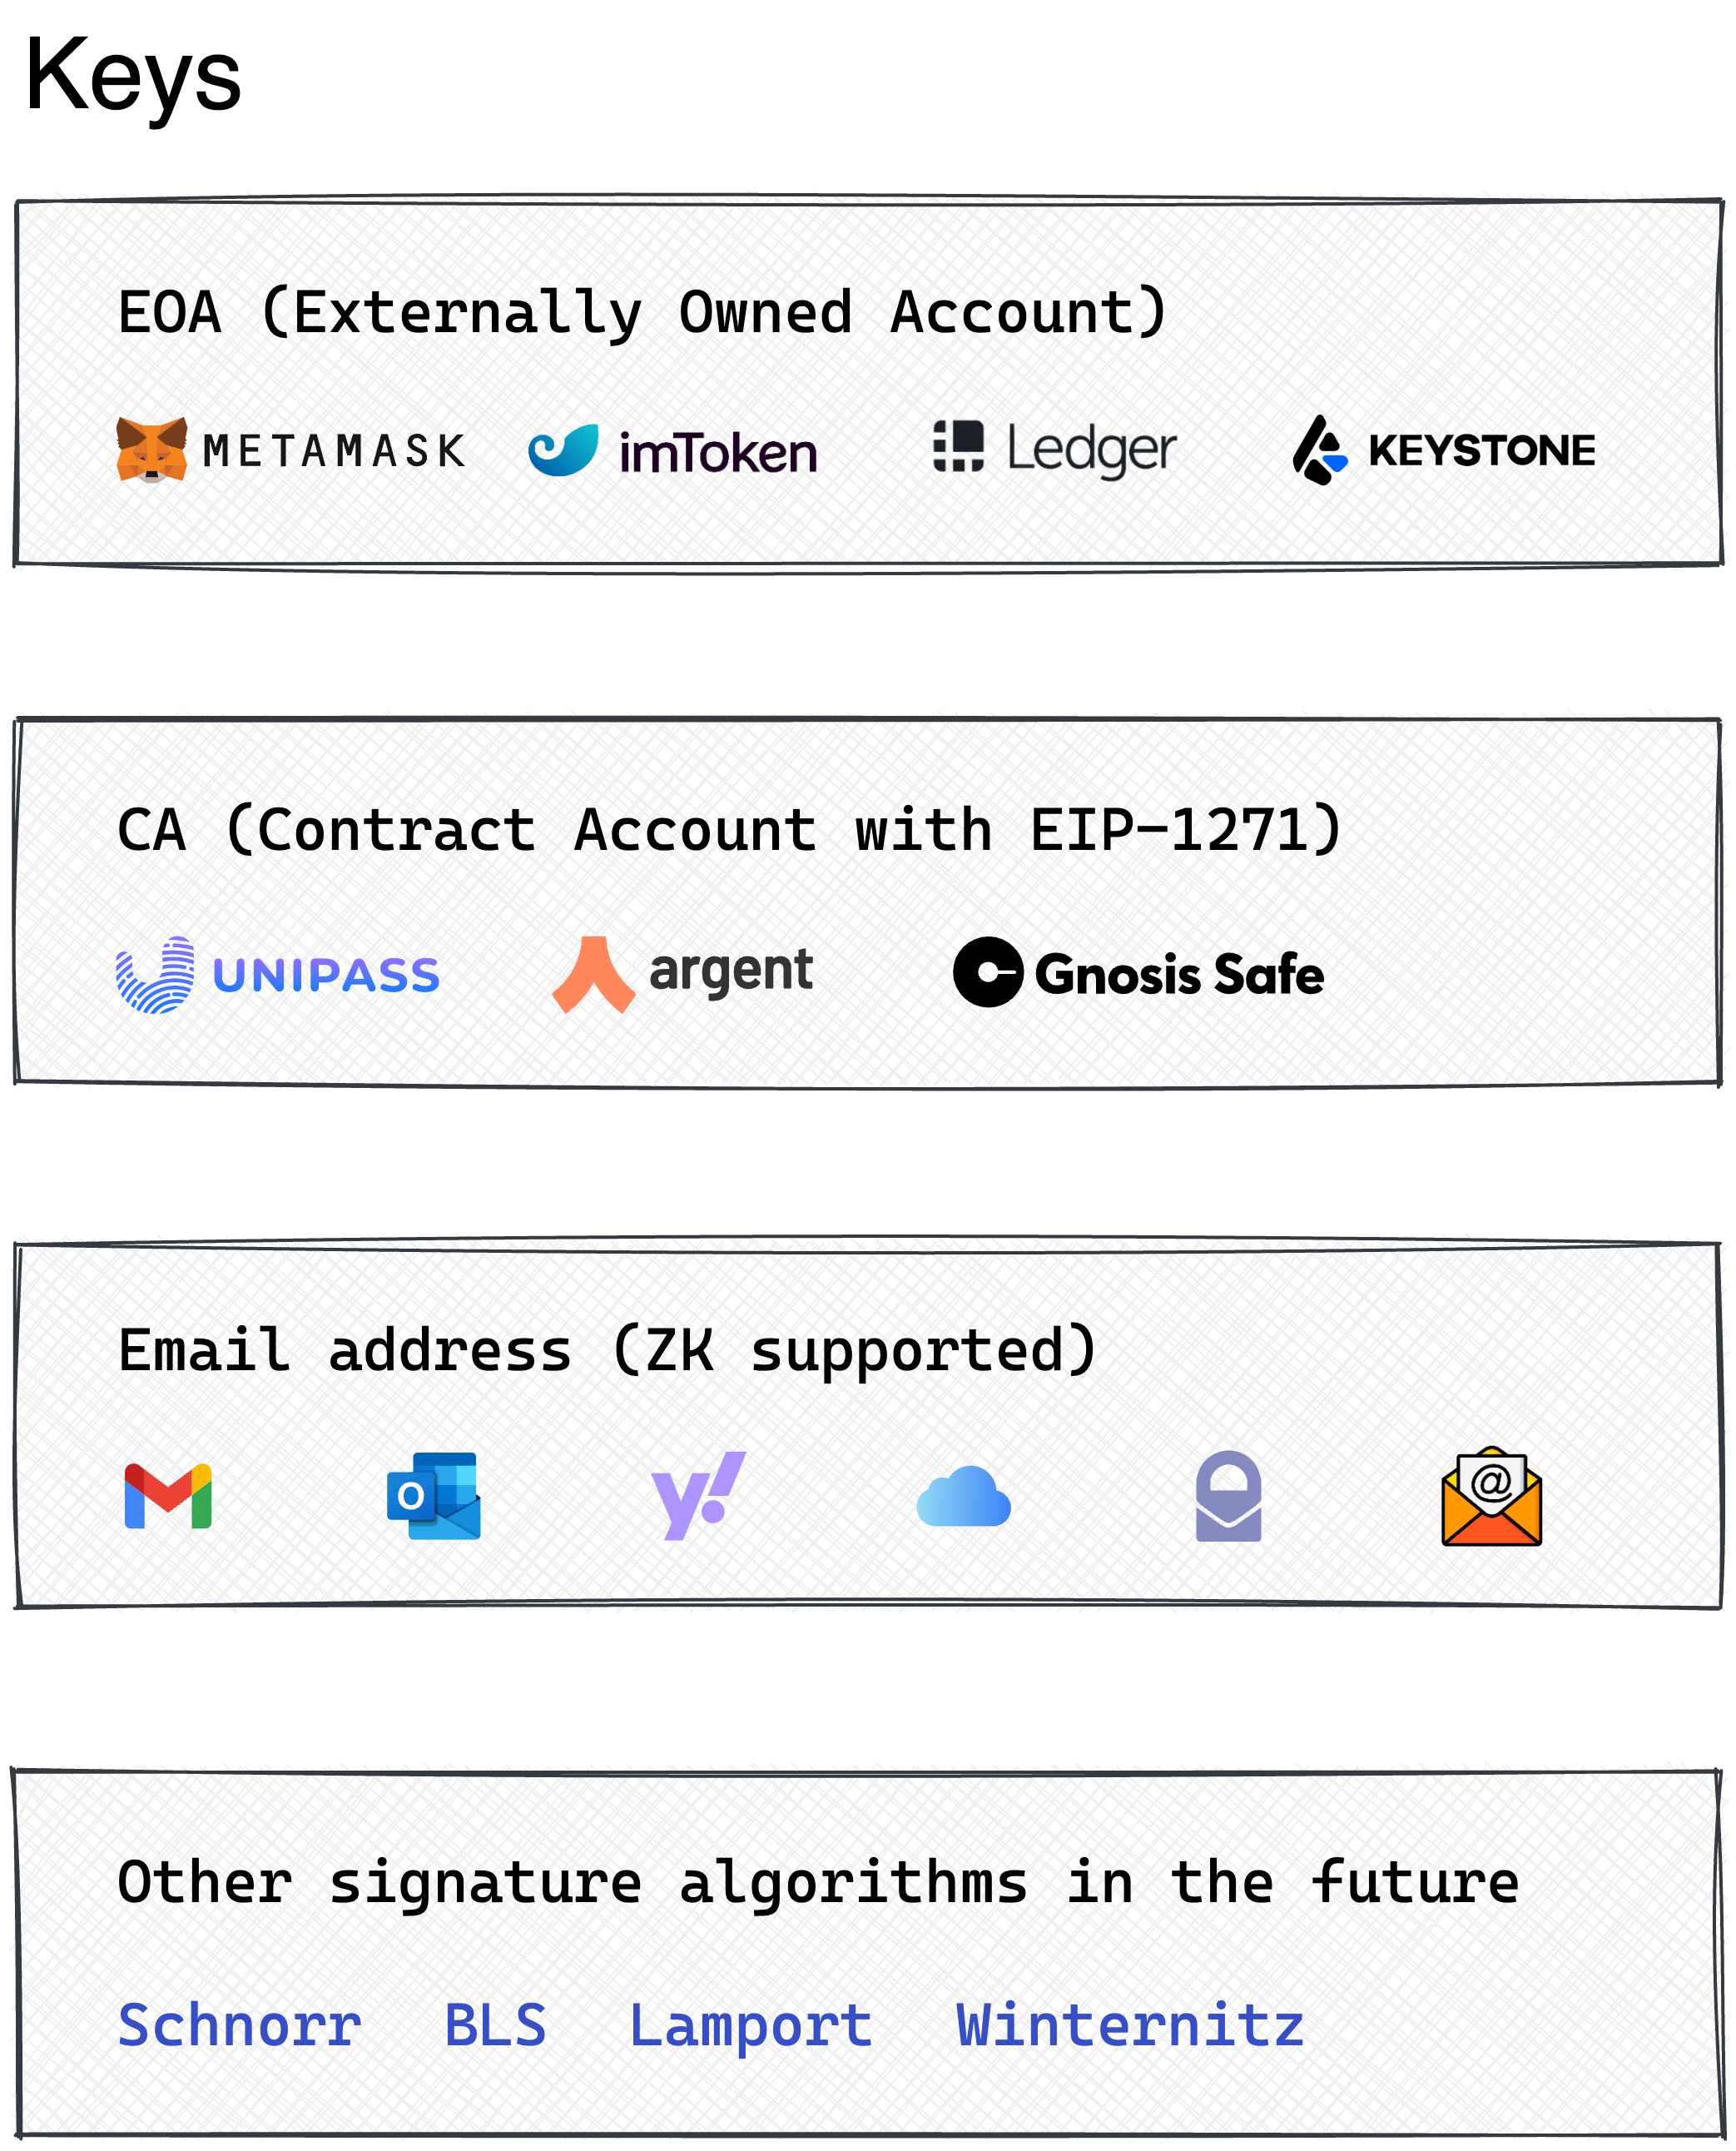 Keys
EOA (Externally Owned Account)
METAMASK imToken Ledger KEYSTONE
CA (Contract Account with EIP-1271)
UNIPASS argent Gnosis Safe
Email address (ZK supported)
O y! @
Other signature algorithms in the future
Schnorr BLS Lamport Winternitz